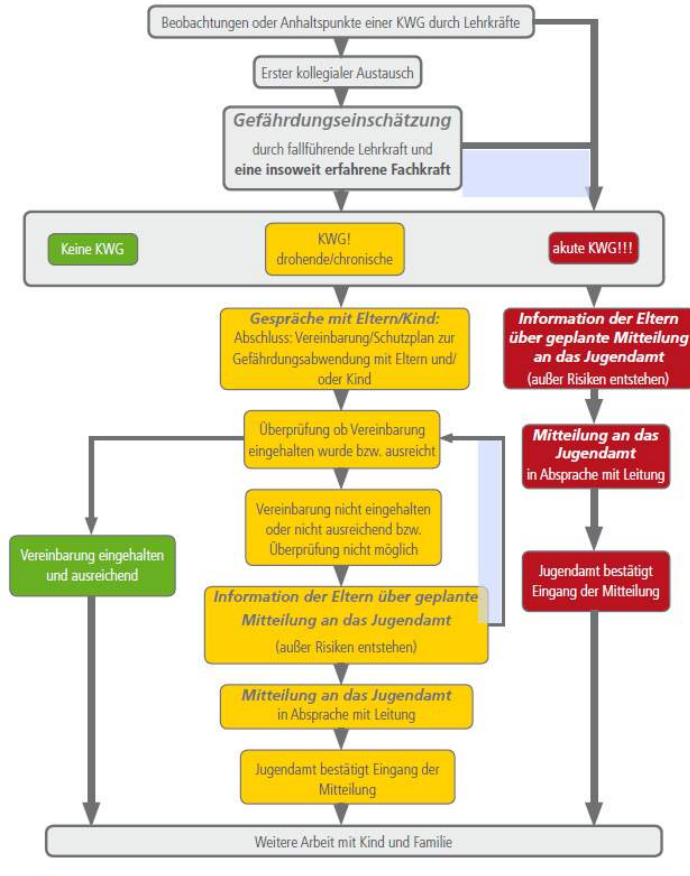 Beobachtungen oder Anhaltspunkte einer KWG durch Lehrkräfte
Erster kollegialer Austausch
Gefährdungseinschätzung
durch fallführende Lehrkraft und
eine insoweit erfahrene Fachkraft
Keine KWG
KWG!
drohende/chronische
akute KWG!!!
Gespräche mit Eltern/Kind:
Abschluss: Vereinbarung/Schutzplan zur
Gefährdungsabwendung mit Eltern und/
oder Kind
Information der Eltern
über geplante Mitteilung
an das Jugendamt
(außer Risiken entstehen)
Überprüfung ob Vereinbarung
eingehalten wurde bzw. ausreicht
Mitteilung an das
Jugendamt
in Absprache mit Leitung
Vereinbarung nicht eingehalten
oder nicht ausreichend bzw.
Überprüfung nicht möglich
Vereinbarung eingehalten
und ausreichend
Jugendamt bestätigt
Eingang der Mitteilung
Information der Eltern über geplante
Mitteilung an das Jugendamt
(außer Risiken entstehen)
Mitteilung an das Jugendamt
in Absprache mit Leitung
Jugendamt bestätigt Eingang der
Mitteilung
Weitere Arbeit mit Kind und Familie